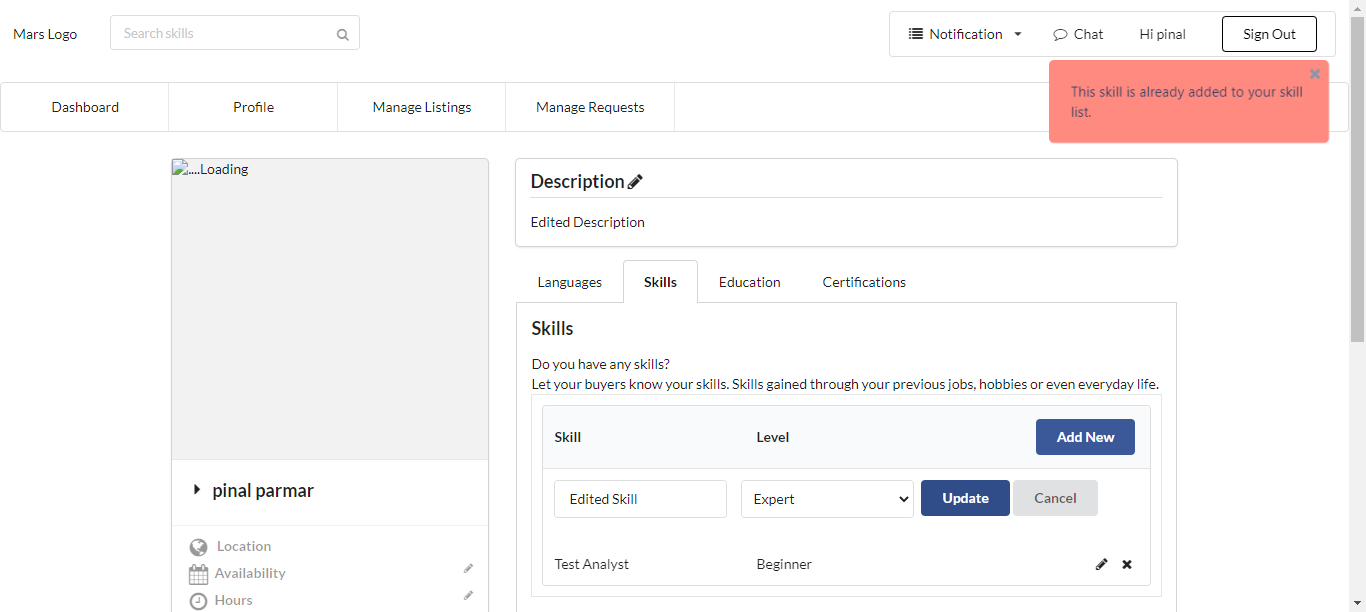 Mars Logo
Search skills
Notification
Chat
Hi pinal
Sign Out
This skill is already added to your skill
list.
Dashboard
Profile
Manage Listings
Manage Requests
....Loading
Description
Edited Description
Languages
Skills
Education
Certifications
Skills
Do you have any skills?
Let your buyers know your skills. Skills gained through your previous jobs, hobbies or even everyday life.
Skill
Level
Add New
Edited Skill
Expert
Update
Cancel
Test Analyst
Beginner
pinal parmar
Location
Availability
Hours